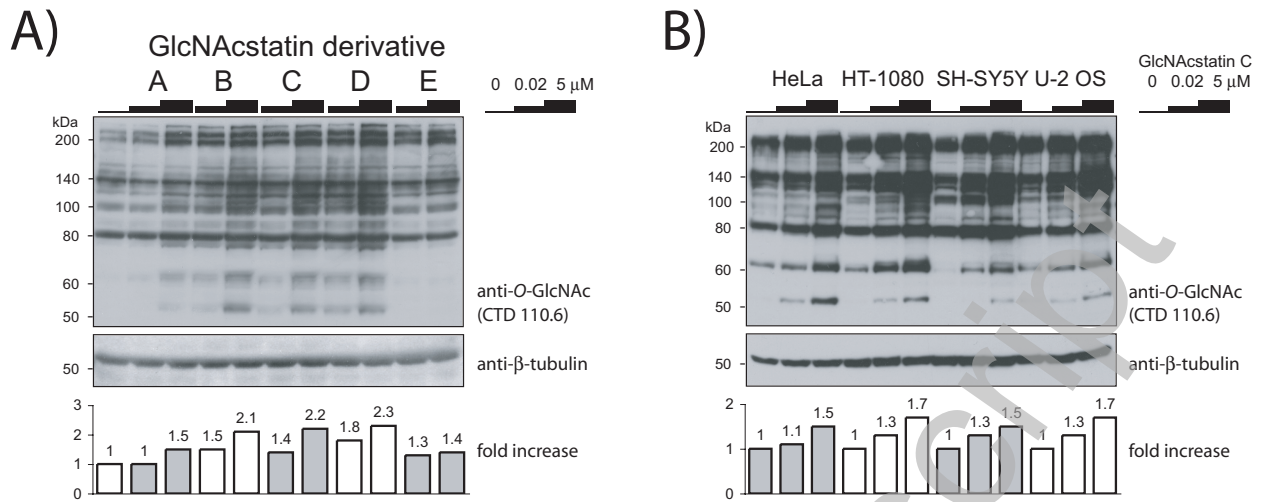 A)
GlcNAcstatin derivative
A B C D E
0 0.02 5 μM
kDa
200
140
100
80
60
50
anti-O-GlcNAc
(CTD 110.6)
50
anti-β-tubulin
3
2
1
0
1 1 1.5 1.5 2.1 1.4 2.2 1.8 2.3 1.3 1.4
fold increase
B)
GlcNAcstatin C
HeLa HT-1080 SH-SY5Y U-2 OS
0 0.02 5 μM
kDa
200
140
100
80
60
50
anti-O-GlcNAc
(CTD 110.6)
50
anti-β-tubulin
2
1
0
1 1.1 1.5 1 1.3 1.7 1 1.3 1.5 1 1.3 1.7
fold increase
cript